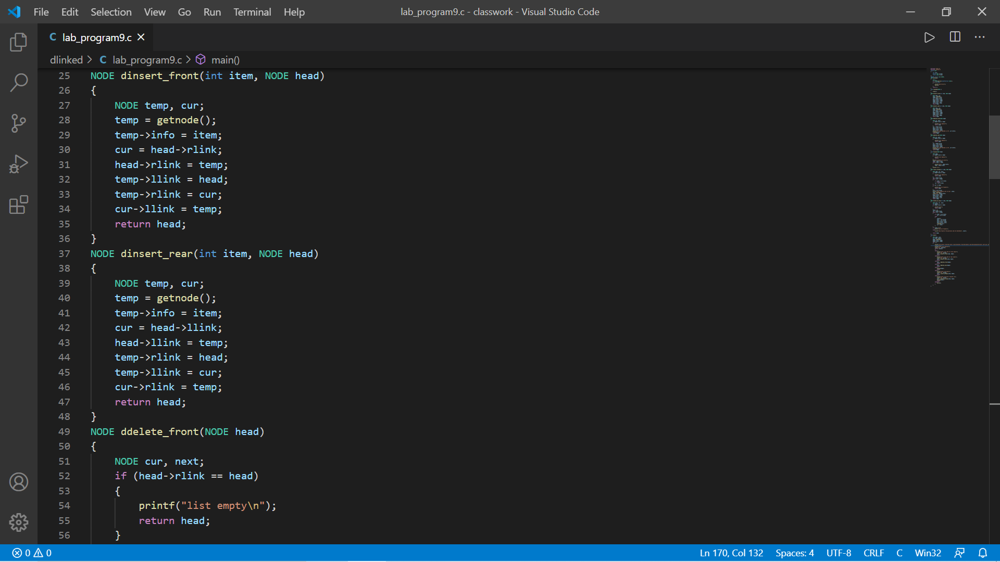 File Edit Selection View Go Run Terminal Help lab_program9.c - classwork - Visual Studio Code
C lab_program9.c
dlinked > C lab_program9.c > main()
25 NODE dinsert_front(int item, NODE head)
26 {
27 NODE temp, cur;
28 temp = getnode();
29 temp->info = item;
30 cur = head->rlink;
31 head->rlink = temp;
32 temp->llink = head;
33 temp->rlink = cur;
34 cur->llink = temp;
35 return head;
36 }
37 NODE dinsert_rear(int item, NODE head)
38 {
39 NODE temp, cur;
40 temp = getnode();
41 temp->info = item;
42 cur = head->llink;
43 head->llink = temp;
44 temp->rlink = head;
45 temp->llink = cur;
46 cur->rlink = temp;
47 return head;
48 }
49 NODE ddelete_front(NODE head)
50 {
51 NODE cur, next;
52 if (head->rlink == head)
53 {
54 printf("list empty\n");
55 return head;
56 }
0 0 Ln 170, Col 132 Spaces: 4 UTF-8 CRLF C Win32